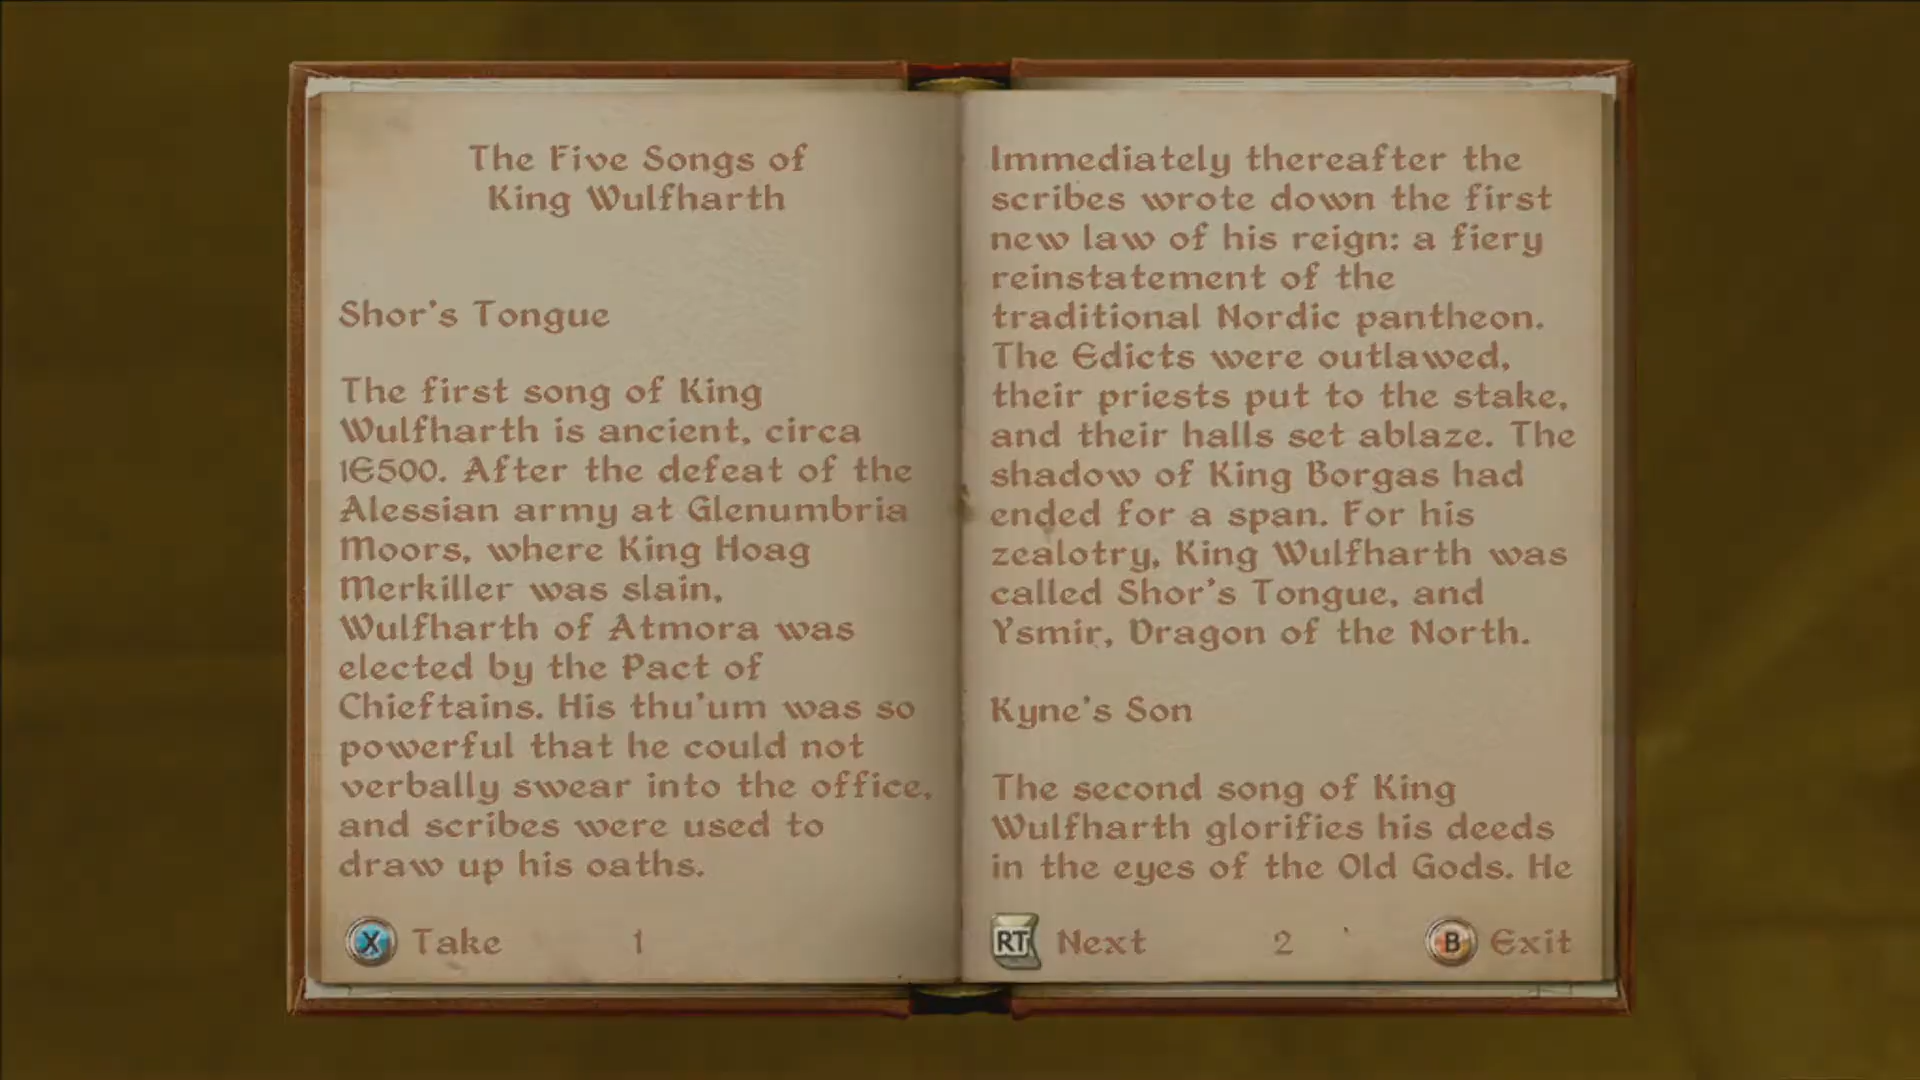 The Five Songs of
King Wulfharth
Shor's Tongue
The first song of King
Wulfharth is ancient, circa
1E500. After the defeat of the
Alessian army at Glenumbria
Moors, where King Hoag
Merkiller was slain,
Wulfharth of Atmora was
elected by the Pact of
Chieftains. His thu'um was so
powerful that he could not
verbally swear into the office,
and scribes were used to
draw up his oaths.
X Take
1
Immediately thereafter the
scribes wrote down the first
new law of his reign: a fiery
reinstatement of the
traditional Nordic pantheon.
The Edicts were outlawed,
their priests put to the stake,
and their halls set ablaze. The
shadow of King Borgas had
ended for a span. For his
zealotry, King Wulfharth was
called Shor's Tongue, and
Ysmir, Dragon of the North.
Kyne's Son
The second song of King
Wulfharth glorifies his deeds
in the eyes of the Old Gods. He
RT Next
2
B Exit